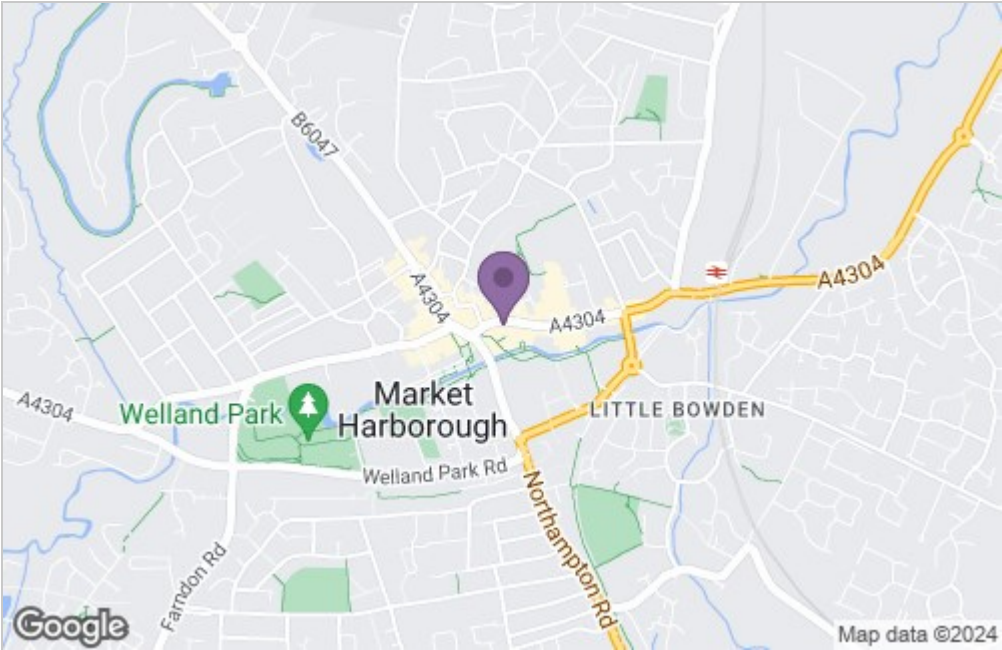 B6047
A4304
A4304
A4304
Welland Park
Market
Harborough
LITTLE BOWDEN
A4304
Welland Park Rd
Northampton Rd
Farndon Rd
Google
Map data ©2024